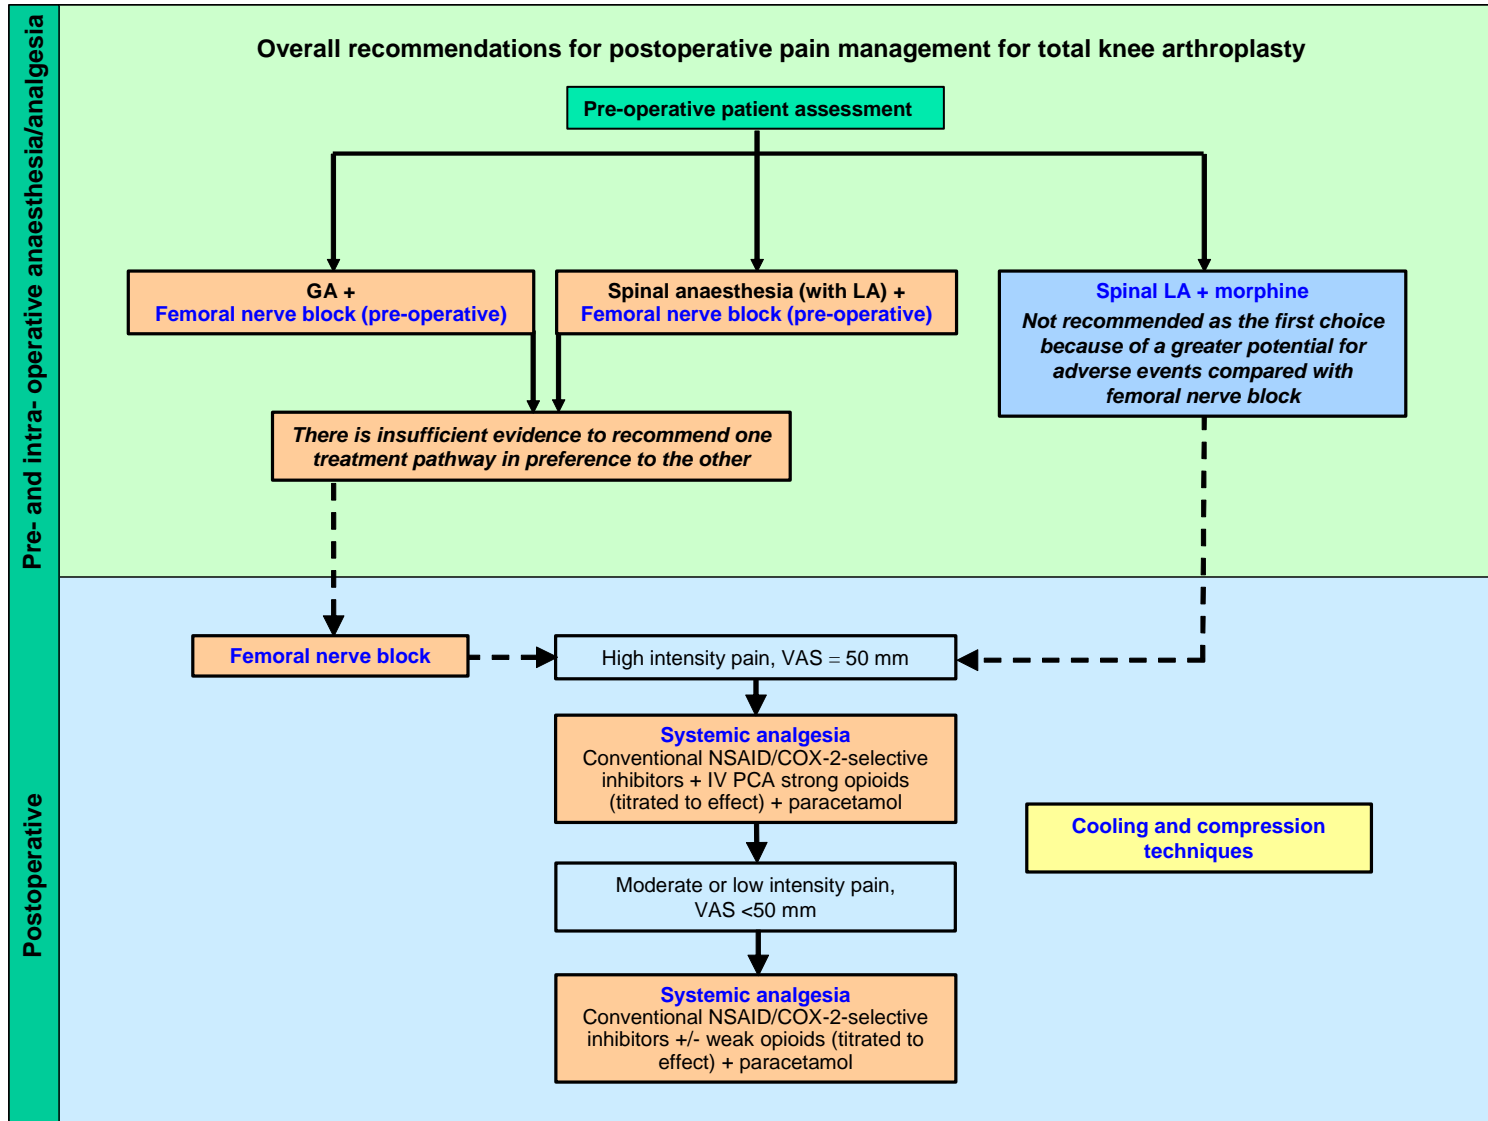 Overall recommendations for postoperative pain management for total knee arthroplasty
Pre- and intra- operative anaesthesia/analgesia
Pre-operative patient assessment
GA +
Femoral nerve block (pre-operative)
Spinal anaesthesia (with LA) +
Femoral nerve block (pre-operative)
Spinal LA + morphine
Not recommended as the first choice
because of a greater potential for
adverse events compared with
femoral nerve block
There is insufficient evidence to recommend one
treatment pathway in preference to the other
Postoperative
Femoral nerve block
High intensity pain, VAS = 50 mm
Systemic analgesia
Conventional NSAID/COX-2-selective
inhibitors + IV PCA strong opioids
(titrated to effect) + paracetamol
Cooling and compression
techniques
Moderate or low intensity pain,
VAS <50 mm
Systemic analgesia
Conventional NSAID/COX-2-selective
inhibitors +/- weak opioids (titrated to
effect) + paracetamol